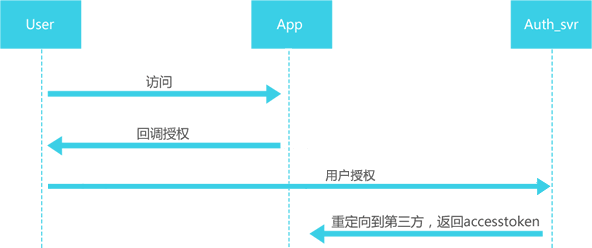 User
App
Auth_svr
访问
回调授权
用户授权
重定向到第三方，返回accesstoken